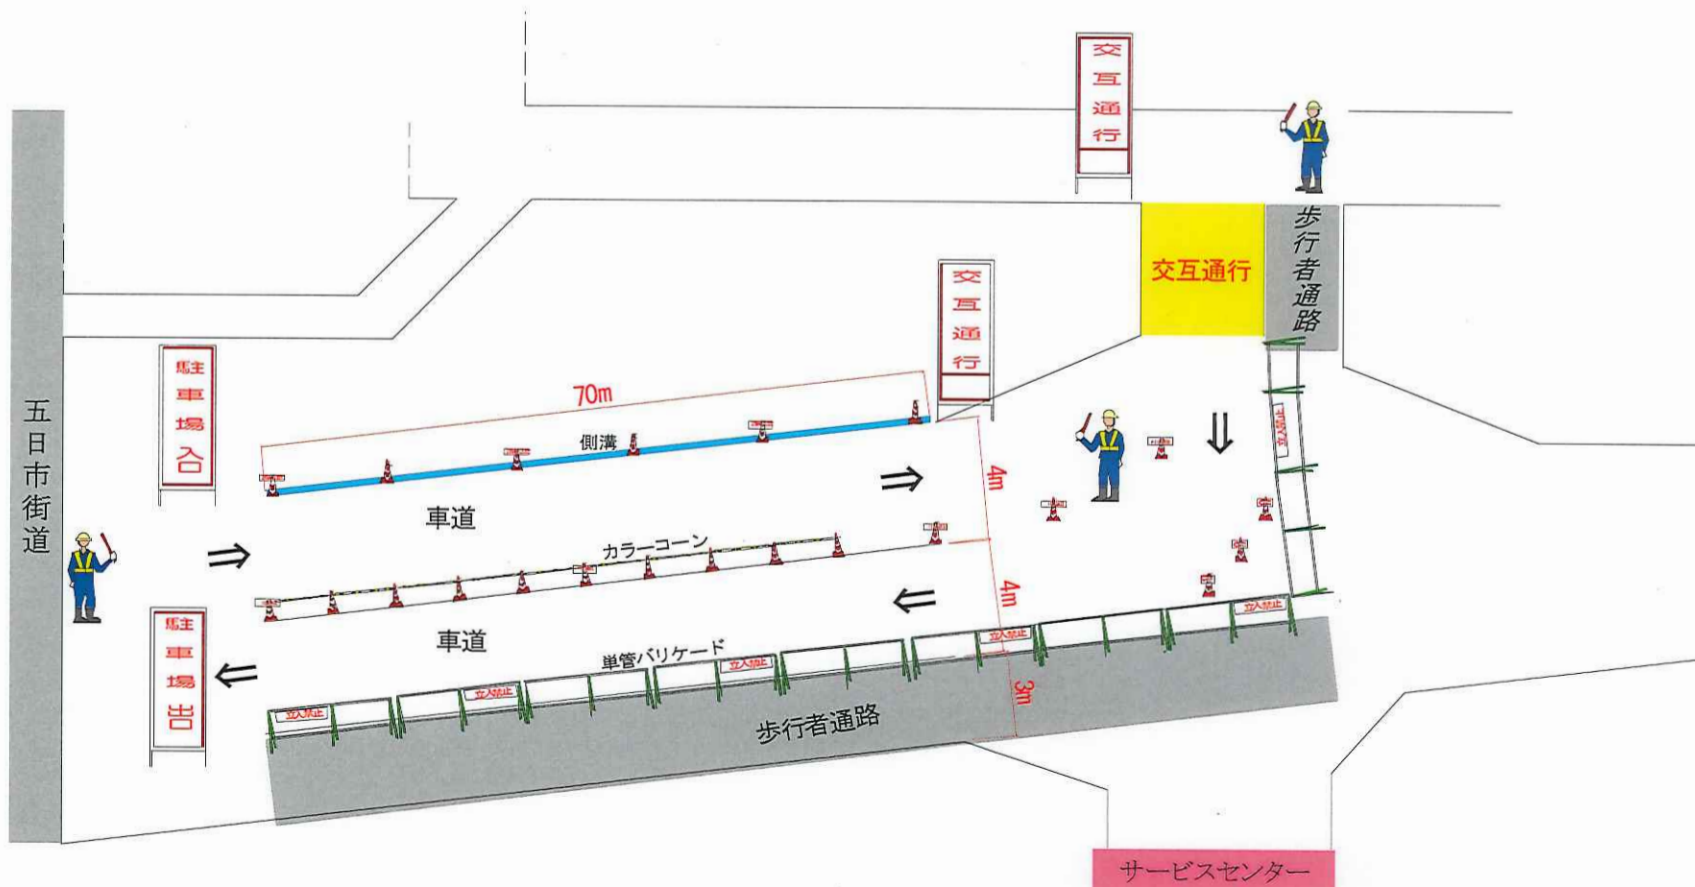 交互通行
交互通行
歩行者通路
交互通行
駐車場入口
70m
側溝
五日市街道
車道
4m
カラーコーン
立入禁止
4m
車道
単管バリケード
駐車場出口
立入禁止
立入禁止
立入禁止
立入禁止
立入禁止
3m
歩行者通路
サービスセンター